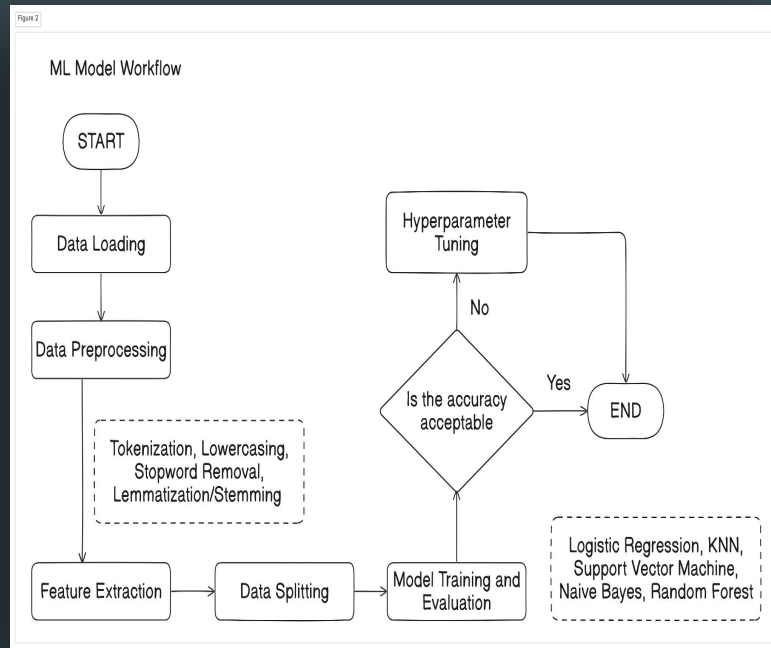 Figure 2
ML Model Workflow
START
Data Loading
Data Preprocessing
Tokenization, Lowercasing,
Stopword Removal,
Lemmatization/Stemming
Feature Extraction
Data Splitting
Model Training and
Evaluation
Is the accuracy
acceptable
No
Hyperparameter
Tuning
Yes
END
Logistic Regression, KNN,
Support Vector Machine,
Naive Bayes, Random Forest